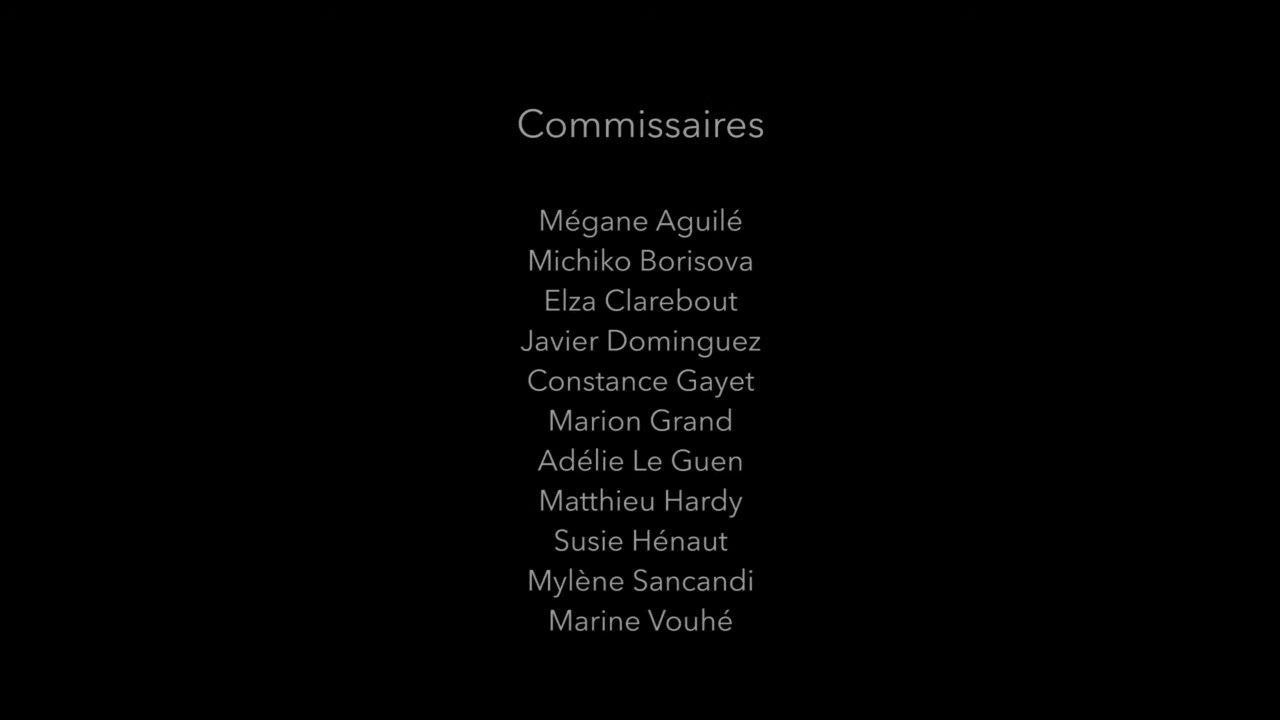 Commissaires
Mégane Aguilé
Michiko Borisova
Elza Clarebout
Javier Dominguez
Constance Gayet
Marion Grand
Adélie Le Guen
Matthieu Hardy
Susie Hénaut
Mylène Sancandi
Marine Vouhé